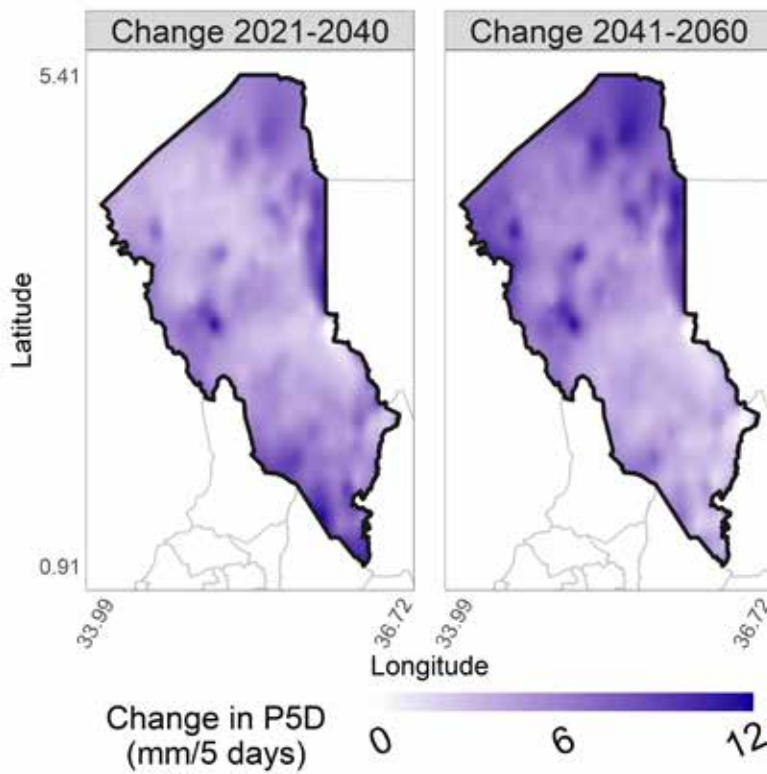 Change 2021-2040
Change 2041-2060
5.41
0.91
Latitude
33.99
36.72
33.99
36.72
Longitude
Change in P5D
(mm/5 days)
0
6
12